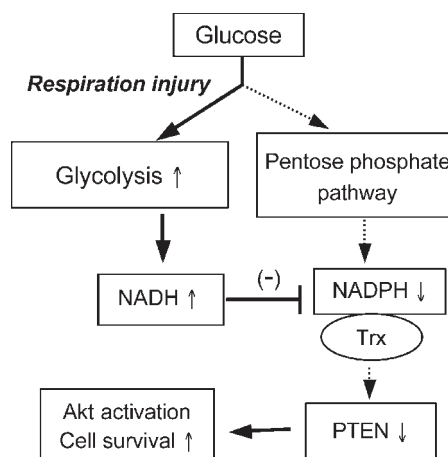 Glucose
Respiration injury
Glycolysis ↑
Pentose phosphate
pathway
NADH ↑
(-)
NADPH ↓
Trx
Akt activation
Cell survival ↑
PTEN ↓